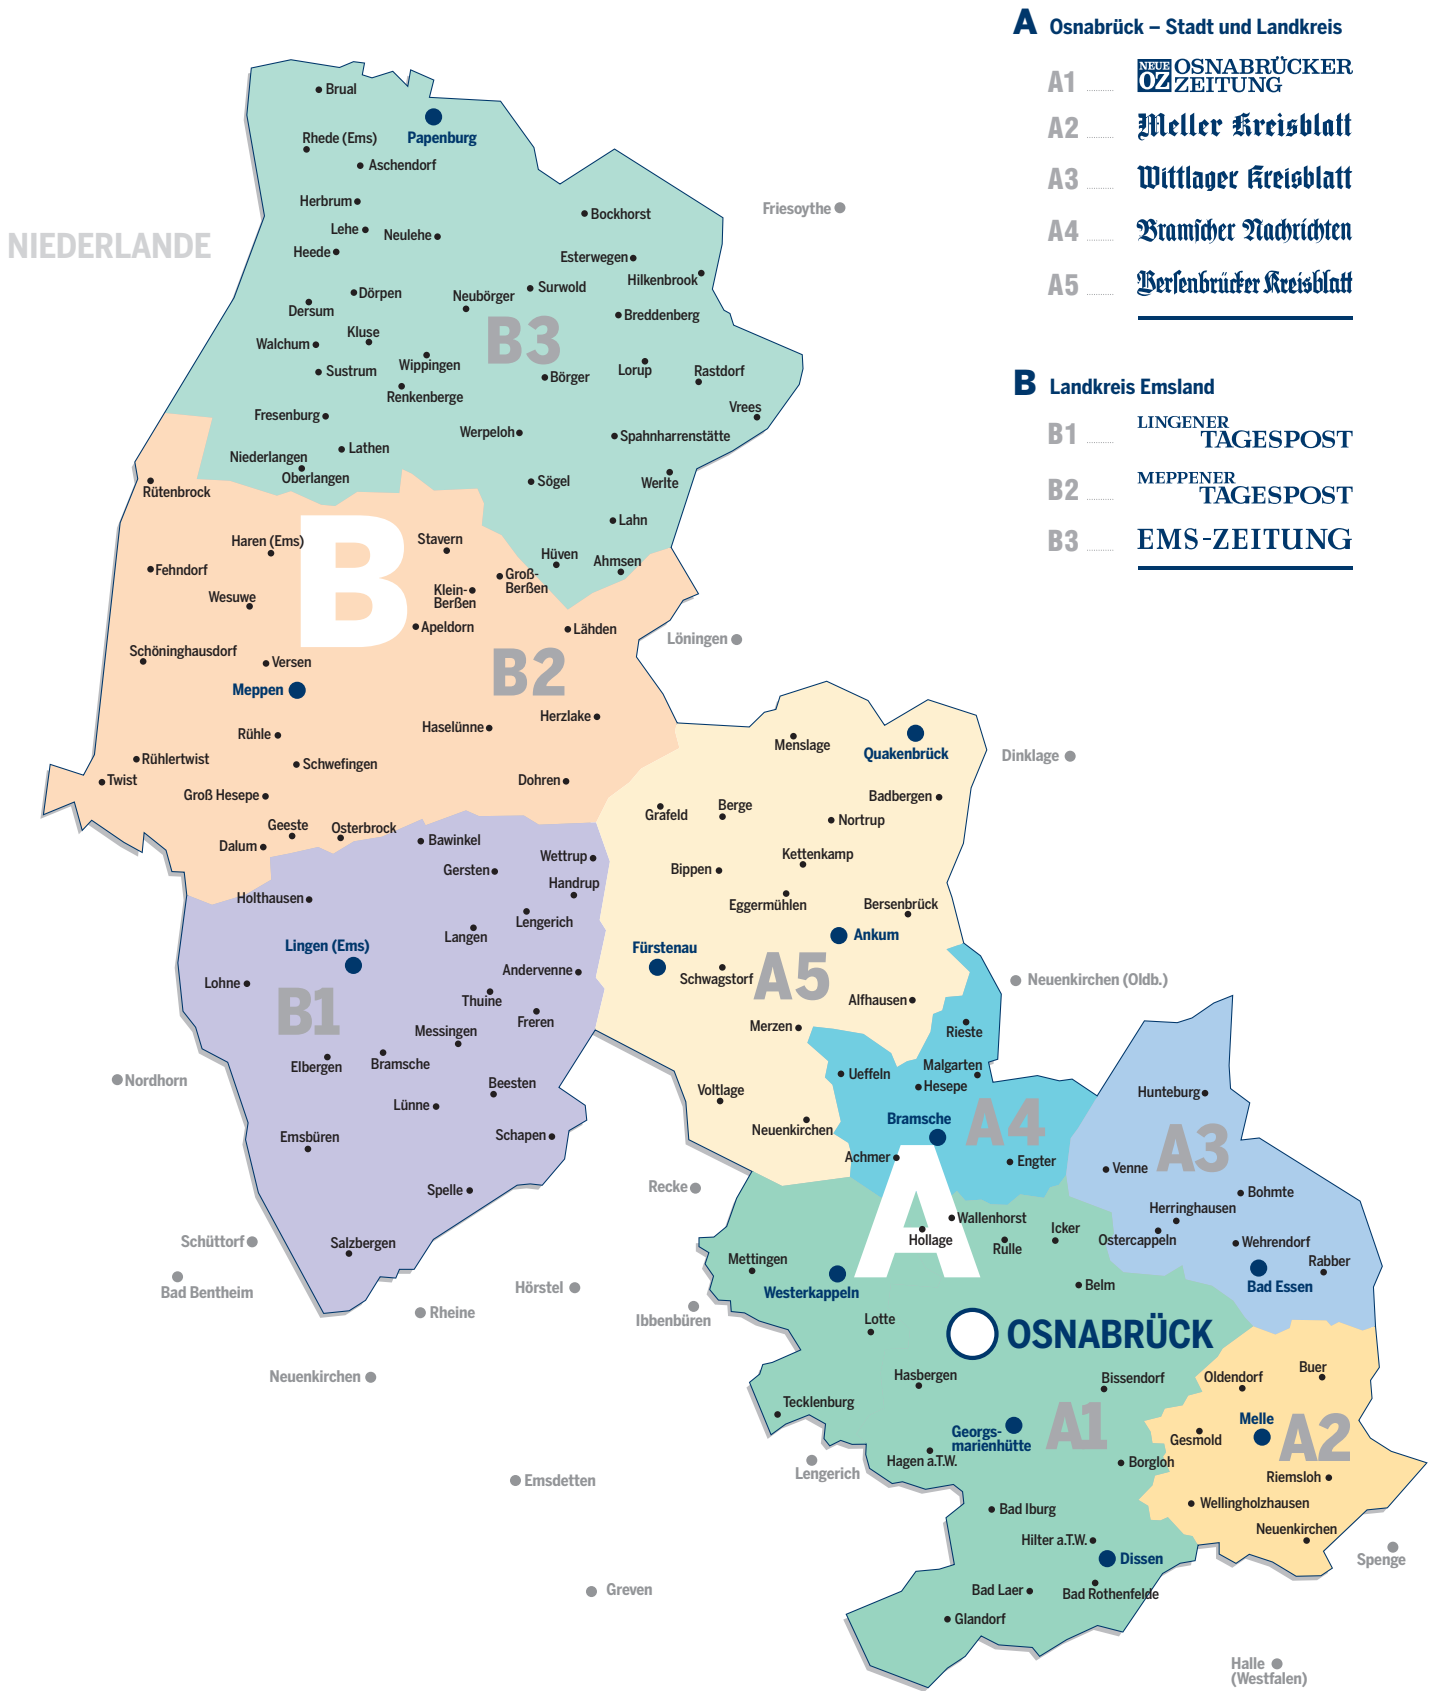 A Osnabrück – Stadt und Landkreis
A1 NEUE OZ OSNABRÜCKER ZEITUNG
A2 Meller Kreisblatt
A3 Wittlager Kreisblatt
A4 Bramscher Nachrichten
A5 Bersenbrücker Kreisblatt
B Landkreis Emsland
B1 LINGENER TAGESPOST
B2 MEPPENER TAGESPOST
B3 EMS-ZEITUNG
NIEDERLANDE
Brual
Papenburg
Rhede (Ems)
Aschendorf
Herbrum
Bockhorst
Friesoythe
Lehe
Neulehe
Heede
Esterwegen
Hilkenbrook
Dörpen
Neubörger
Surwold
Dersum
Breddenberg
Kluse
B3
Walchum
Wippingen
Sustrum
Börger
Lorup
Rastdorf
Renkenberge
Vrees
Fresenburg
Werpeloh
Spahnharrenstätte
Lathen
Niederlangen
Oberlangen
Sögel
Werlte
Rütenbrock
Lahn
B
Haren (Ems)
Stavern
Hüven
Ahmsen
Fehndorf
Groß-
Berßen
Klein-
Berßen
Wesuwe
Apeldorn
Lähden
Löningen
Schöninghausdorf
Versen
B2
Meppen
Herzlake
Haselünne
Rühle
Menslage
Quakenbrück
Dinklage
Rühlertwist
Schwefingen
Twist
Dohren
Groß Hesepe
Badbergen
Grafeld
Berge
Nortrup
Geeste
Osterbrock
Dalum
Bawinkel
Wettrup
Kettenkamp
Gersten
Bippen
Handrup
Holthausen
Eggermühlen
Bersenbrück
Lengerich
Langen
Ankum
Lingen (Ems)
Fürstenau
Andervenne
Schwagstorf
A5
Neuenkirchen (Oldb.)
Lohne
Thuine
Alfhausen
B1
Freren
Merzen
Rieste
Messingen
Elbergen
Bramsche
Malgarten
Ueffeln
Hesepe
Nordhorn
Beesten
Voltlage
Hunteburg
Lünne
Bramsche
A4
Neuenkirchen
Emsbüren
Schapen
A3
Achmer
Engter
Venne
A
Recke
Spelle
Bohmte
Herringhausen
Wallenhorst
Icker
Hollage
Rulle
Ostercappeln
Wehrendorf
Schüttorf
Salzbergen
Mettingen
Rabber
Bad Bentheim
Hörstel
Westerkappeln
Belm
Bad Essen
Rheine
Ibbenbüren
Lotte
OSNABRÜCK
Neuenkirchen
Hasbergen
Bissendorf
Oldendorf
Buer
Tecklenburg
Georgs-
marienhütte
A1
Melle
A2
Gesmold
Hagen a.T.W.
Borgloh
Lengerich
Riemsloh
Emsdetten
Bad Iburg
Wellingholzhausen
Neuenkirchen
Hilter a.T.W.
Dissen
Spenge
Greven
Bad Laer
Bad Rothenfelde
Glandorf
Halle
(Westfalen)